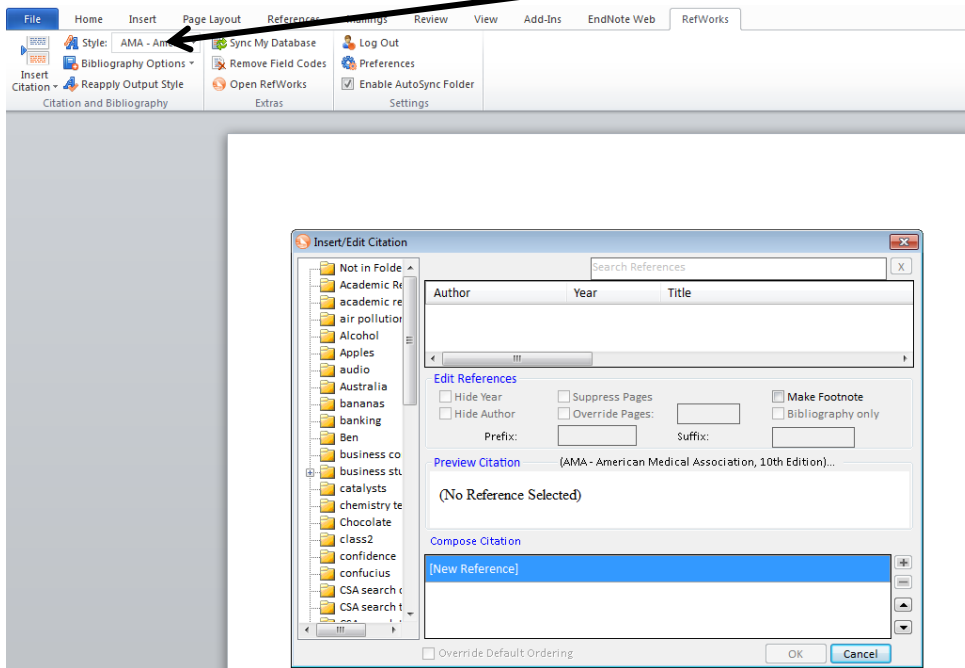 File Home Insert Page Layout References Mailings Review View Add-Ins EndNote Web RefWorks
Style: AMA - Ame
Sync My Database
Log Out
Bibliography Options
Remove Field Codes
Preferences
Insert Citation
Reapply Output Style
Open RefWorks
Enable AutoSync Folder
Citation and Bibliography
Extras
Settings
Insert/Edit Citation
Not in Folde
Academic Re
academic re
air pollution
Alcohol
Apples
audio
Australia
bananas
banking
Ben
business co
business stu
catalysts
chemistry te
Chocolate
class2
confidence
confucius
CSA search
CSA search t
Search References X
Author Year Title
Edit References
Hide Year Suppress Pages Make Footnote
Hide Author Override Pages: Bibliography only
Prefix: Suffix:
Preview Citation (AMA - American Medical Association, 10th Edition)...
(No Reference Selected)
Compose Citation
[New Reference]
Override Default Ordering
OK Cancel